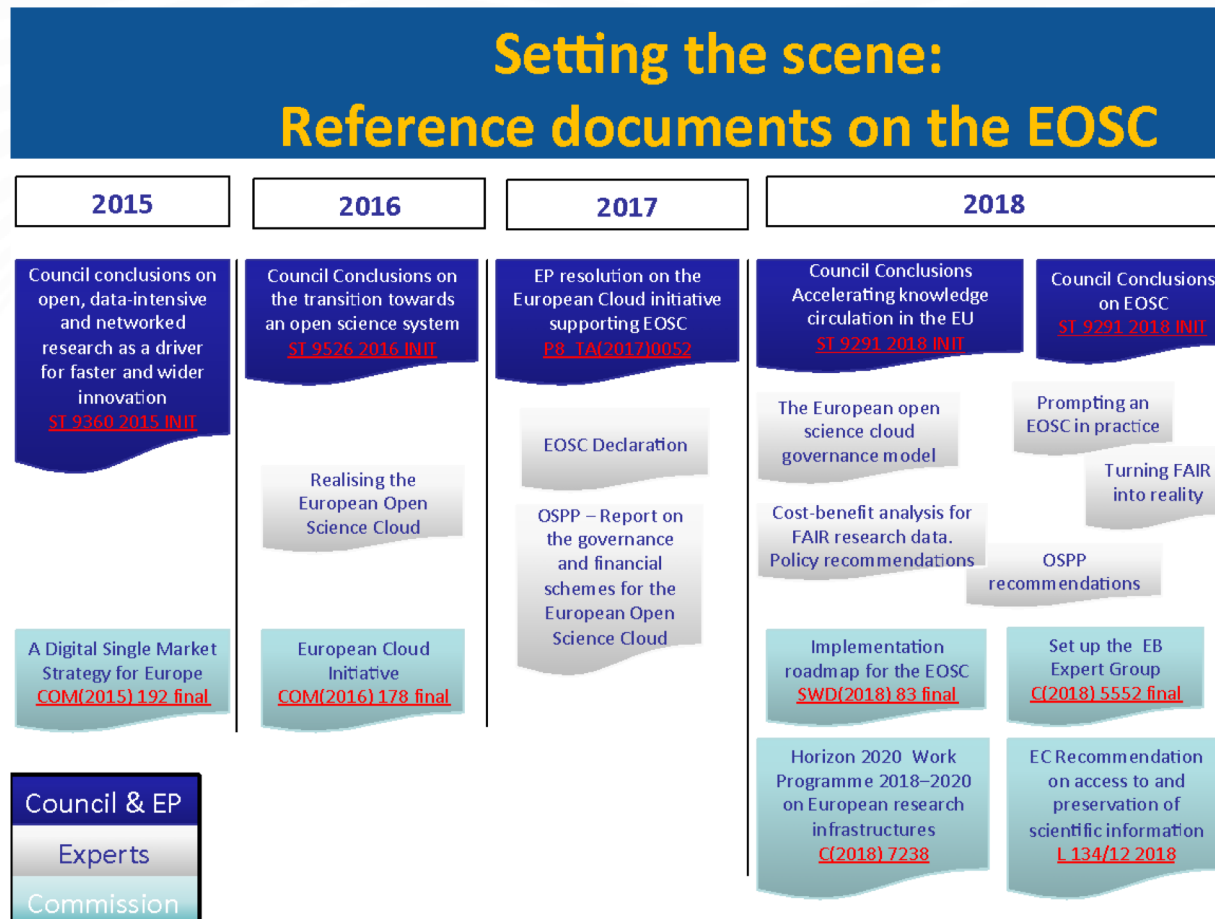 Setting the scene:
Reference documents on the EOSC
2015
2016
2017
2018
Council conclusions on
open, data-intensive
and networked
research as a driver
for faster and wider
innovation
ST 9360 2015 INIT
Council Conclusions on
the transition towards
an open science system
ST 9526 2016 INIT
EP resolution on the
European Cloud initiative
supporting EOSC
P8_TA(2017)0052
Council Conclusions
Accelerating knowledge
circulation in the EU
ST 9291 2018 INIT
Council Conclusions
on EOSC
ST 9291 2018 INIT
Realising the
European Open
Science Cloud
EOSC Declaration
OSPP – Report on
the governance
and financial
schemes for the
European Open
Science Cloud
The European open
science cloud
governance model
Prompting an
EOSC in practice
Turning FAIR
into reality
Cost-benefit analysis for
FAIR research data.
Policy recommendations
OSPP
recommendations
A Digital Single Market
Strategy for Europe
COM(2015) 192 final
European Cloud
Initiative
COM(2016) 178 final
Implementation
roadmap for the EOSC
SWD(2018) 83 final
Set up the EB
Expert Group
C(2018) 5552 final
Horizon 2020 Work
Programme 2018–2020
on European research
infrastructures
C(2018) 7238
EC Recommendation
on access to and
preservation of
scientific information
L 134/12 2018
Council & EP
Experts
Commission